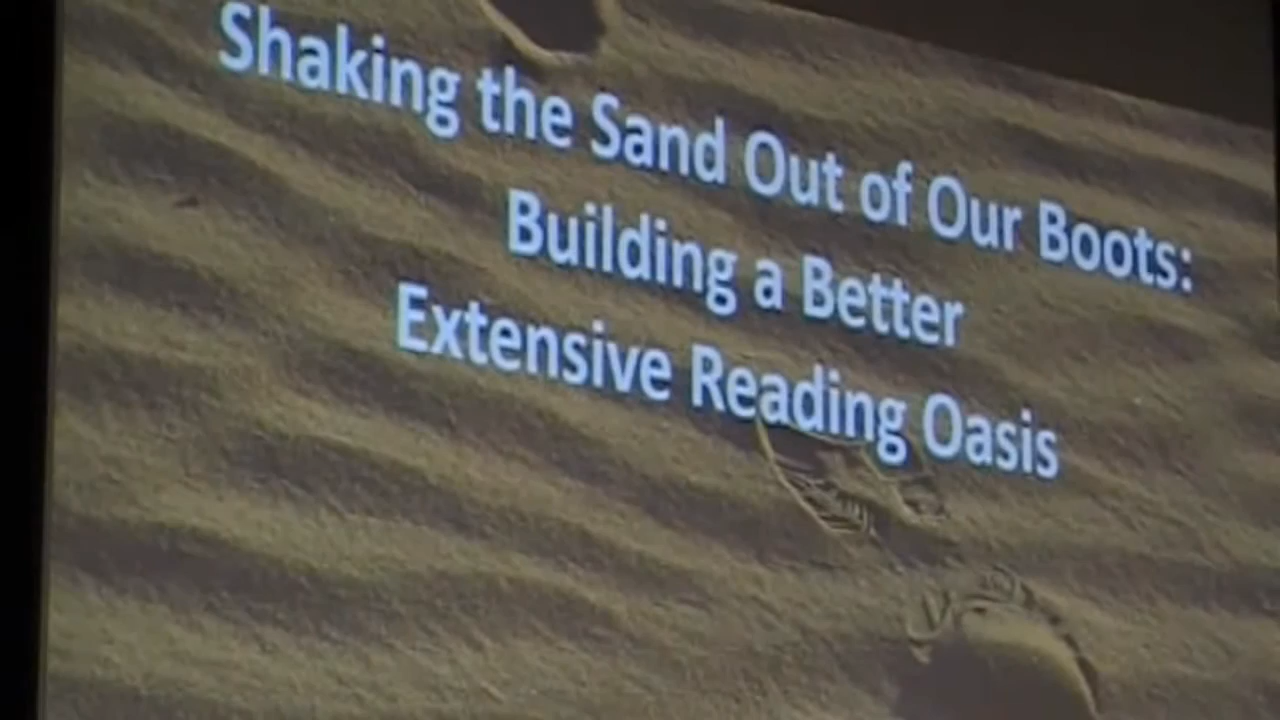 Shaking the Sand Out of Our Boots:
Building a Better
Extensive Reading Oasis